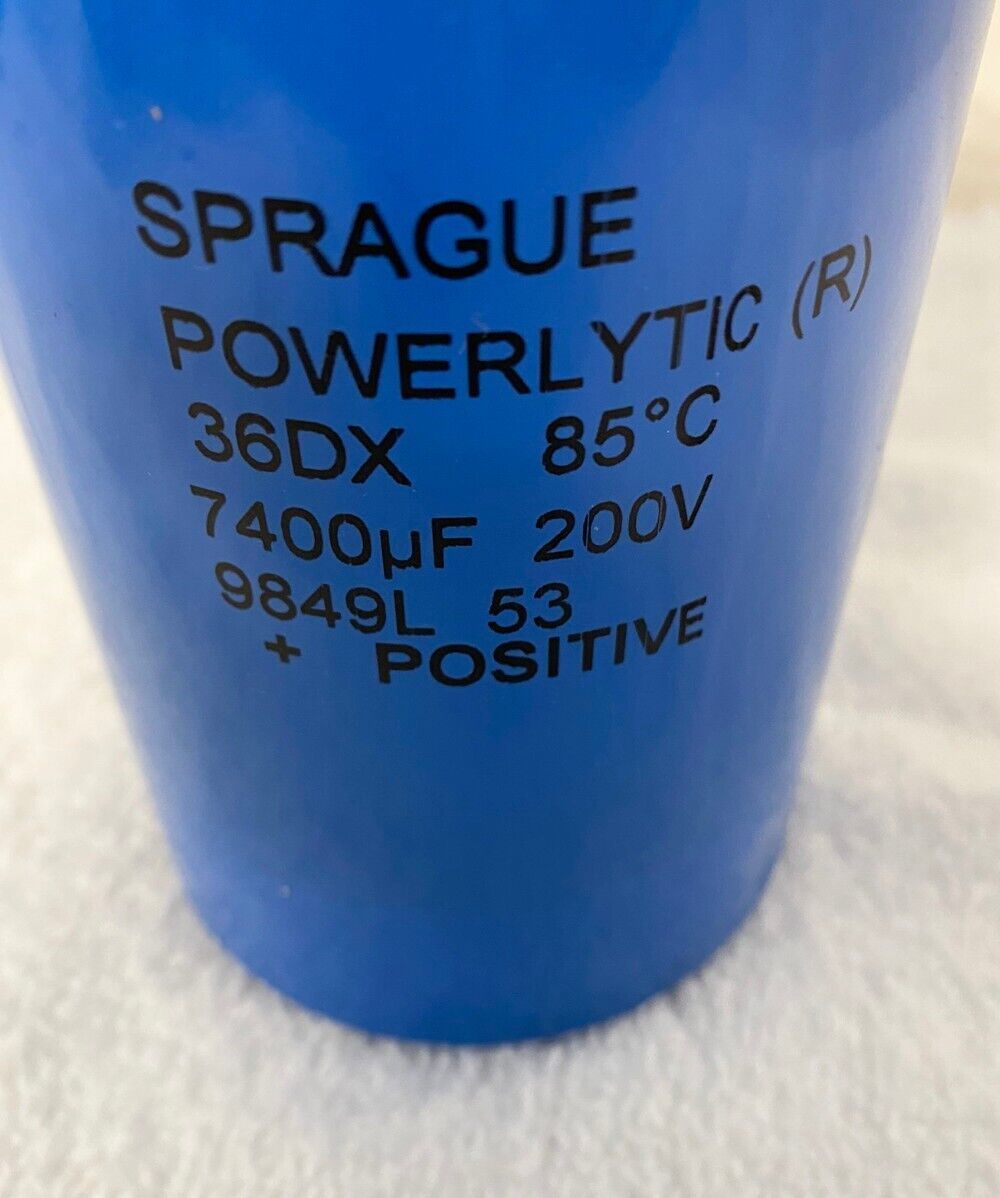 SPRAGUE
POWERLYTIC (R)
36DX 85°C
7400µF 200V
9849L 53
+ POSITIVE